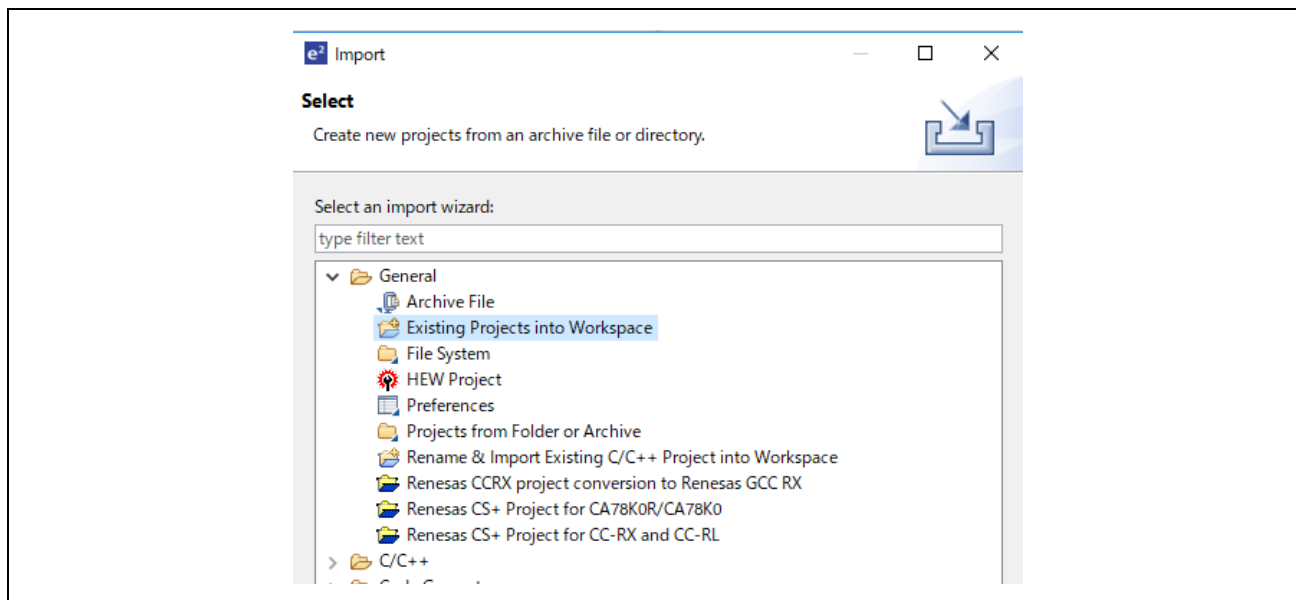 e² Import
Select
Create new projects from an archive file or directory.
Select an import wizard:
type filter text
General
Archive File
Existing Projects into Workspace
File System
HEW Project
Preferences
Projects from Folder or Archive
Rename & Import Existing C/C++ Project into Workspace
Renesas CCRX project conversion to Renesas GCC RX
Renesas CS+ Project for CA78K0R/CA78K0
Renesas CS+ Project for CC-RX and CC-RL
C/C++